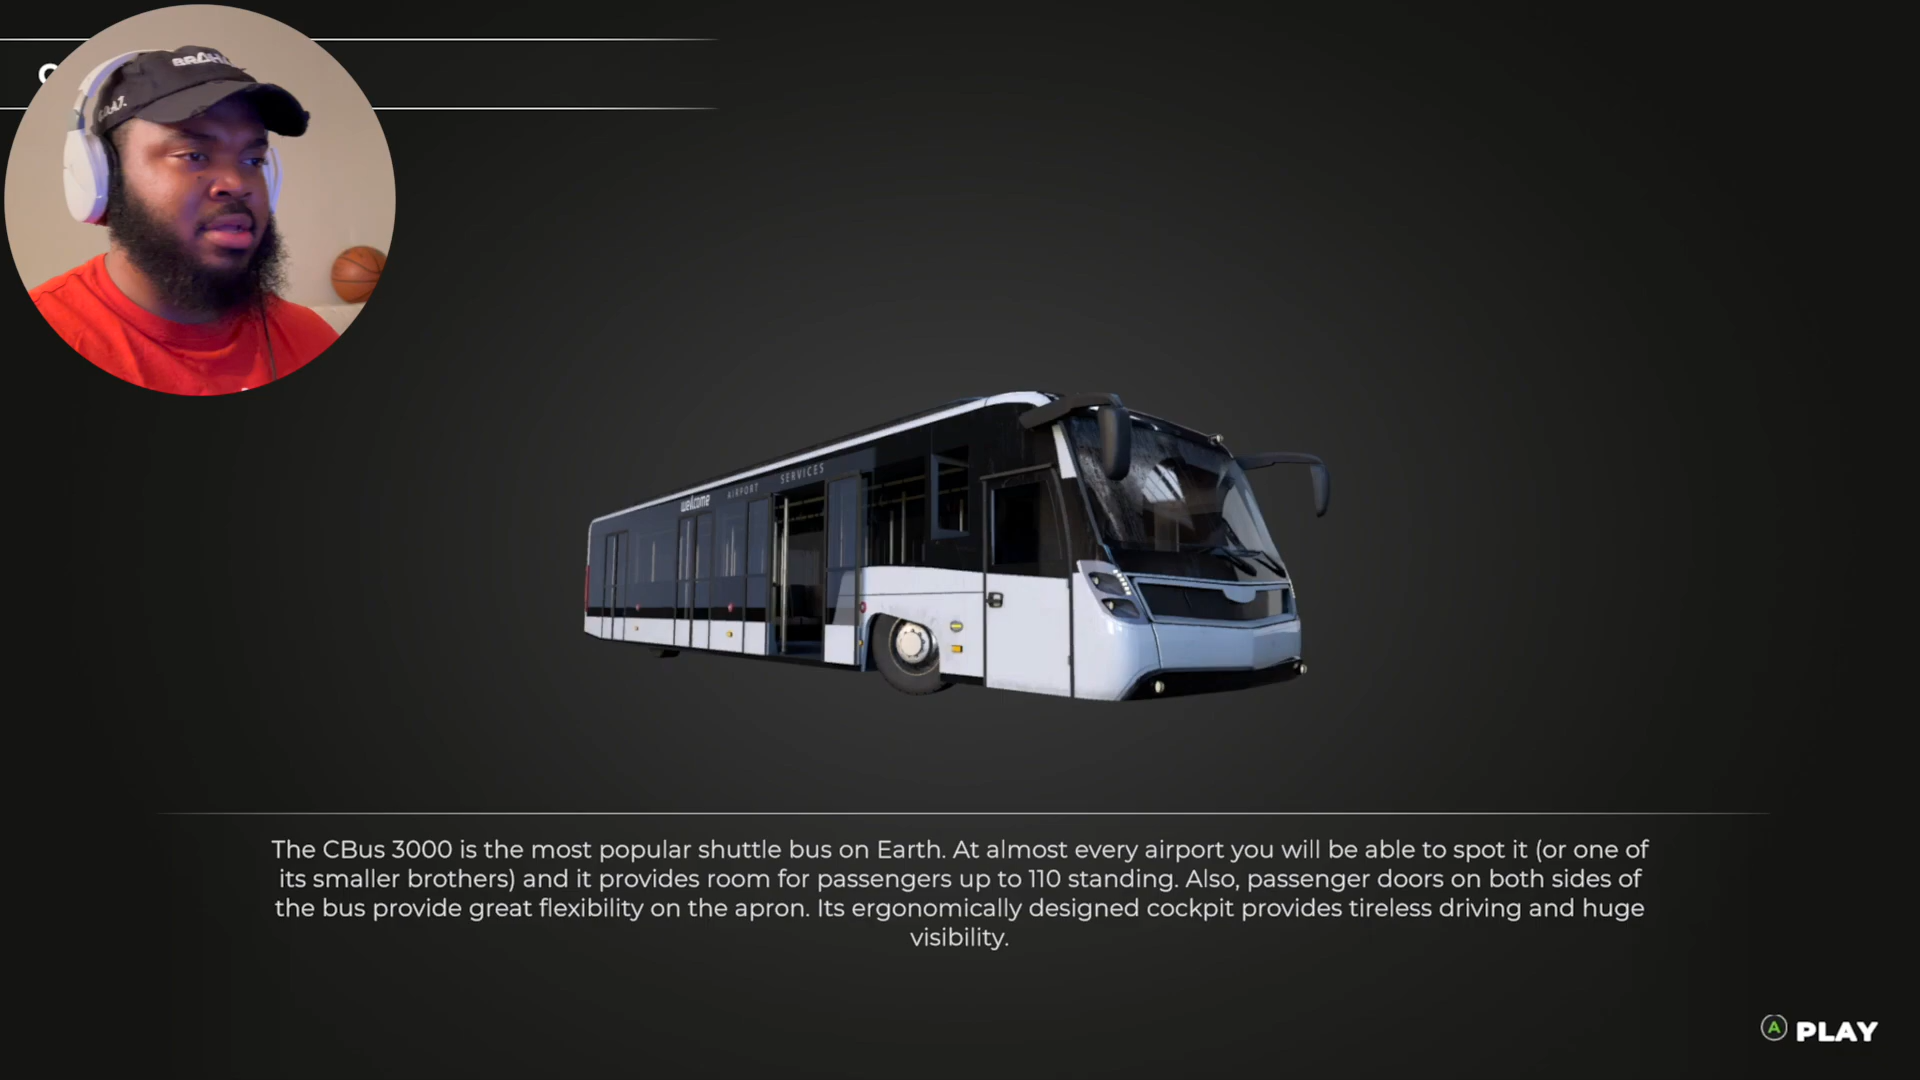 C
welcome AIRPORT SERVICES
The CBus 3000 is the most popular shuttle bus on Earth. At almost every airport you will be able to spot it (or one of
its smaller brothers) and it provides room for passengers up to 110 standing. Also, passenger doors on both sides of
the bus provide great flexibility on the apron. Its ergonomically designed cockpit provides tireless driving and huge
visibility.
A PLAY